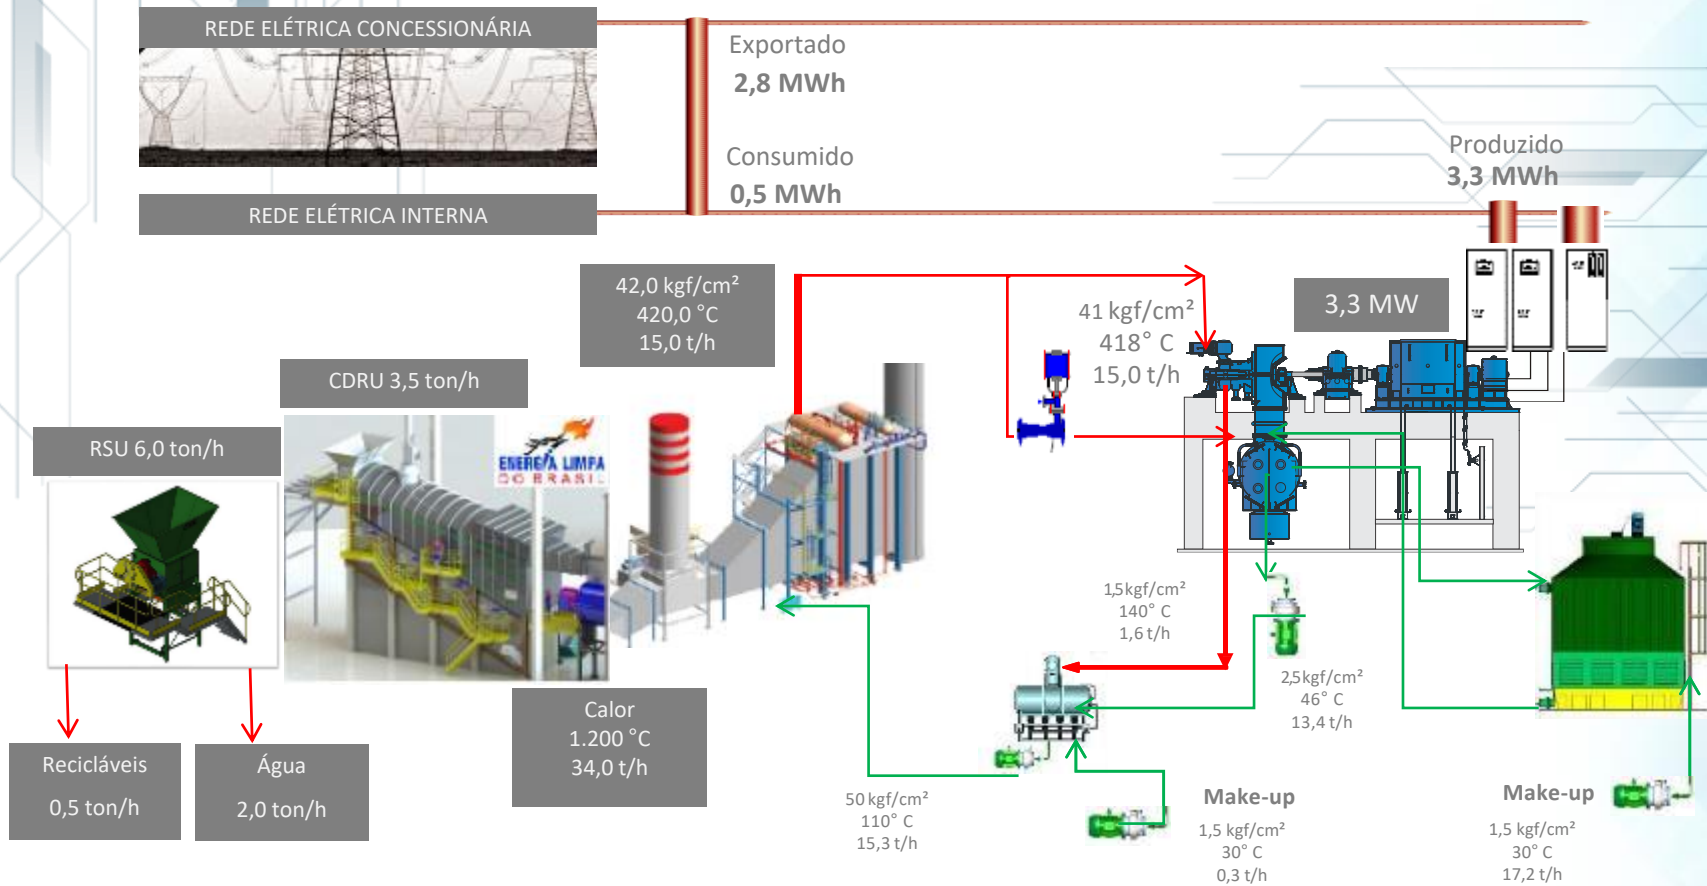 REDE ELÉTRICA CONCESSIONÁRIA
Exportado
2,8 MWh
Consumido
0,5 MWh
Produzido
3,3 MWh
REDE ELÉTRICA INTERNA
42,0 kgf/cm²
420,0 °C
15,0 t/h
41 kgf/cm²
418° C
15,0 t/h
3,3 MW
CDRU 3,5 ton/h
RSU 6,0 ton/h
ENERGIA LIMPA
DO BRASIL
1,5kgf/cm²
140° C
1,6 t/h
2,5kgf/cm²
46° C
13,4 t/h
Calor
1.200 °C
34,0 t/h
Recicláveis
0,5 ton/h
Água
2,0 ton/h
50 kgf/cm²
110° C
15,3 t/h
Make-up
1,5 kgf/cm²
30° C
0,3 t/h
Make-up
1,5 kgf/cm²
30° C
17,2 t/h